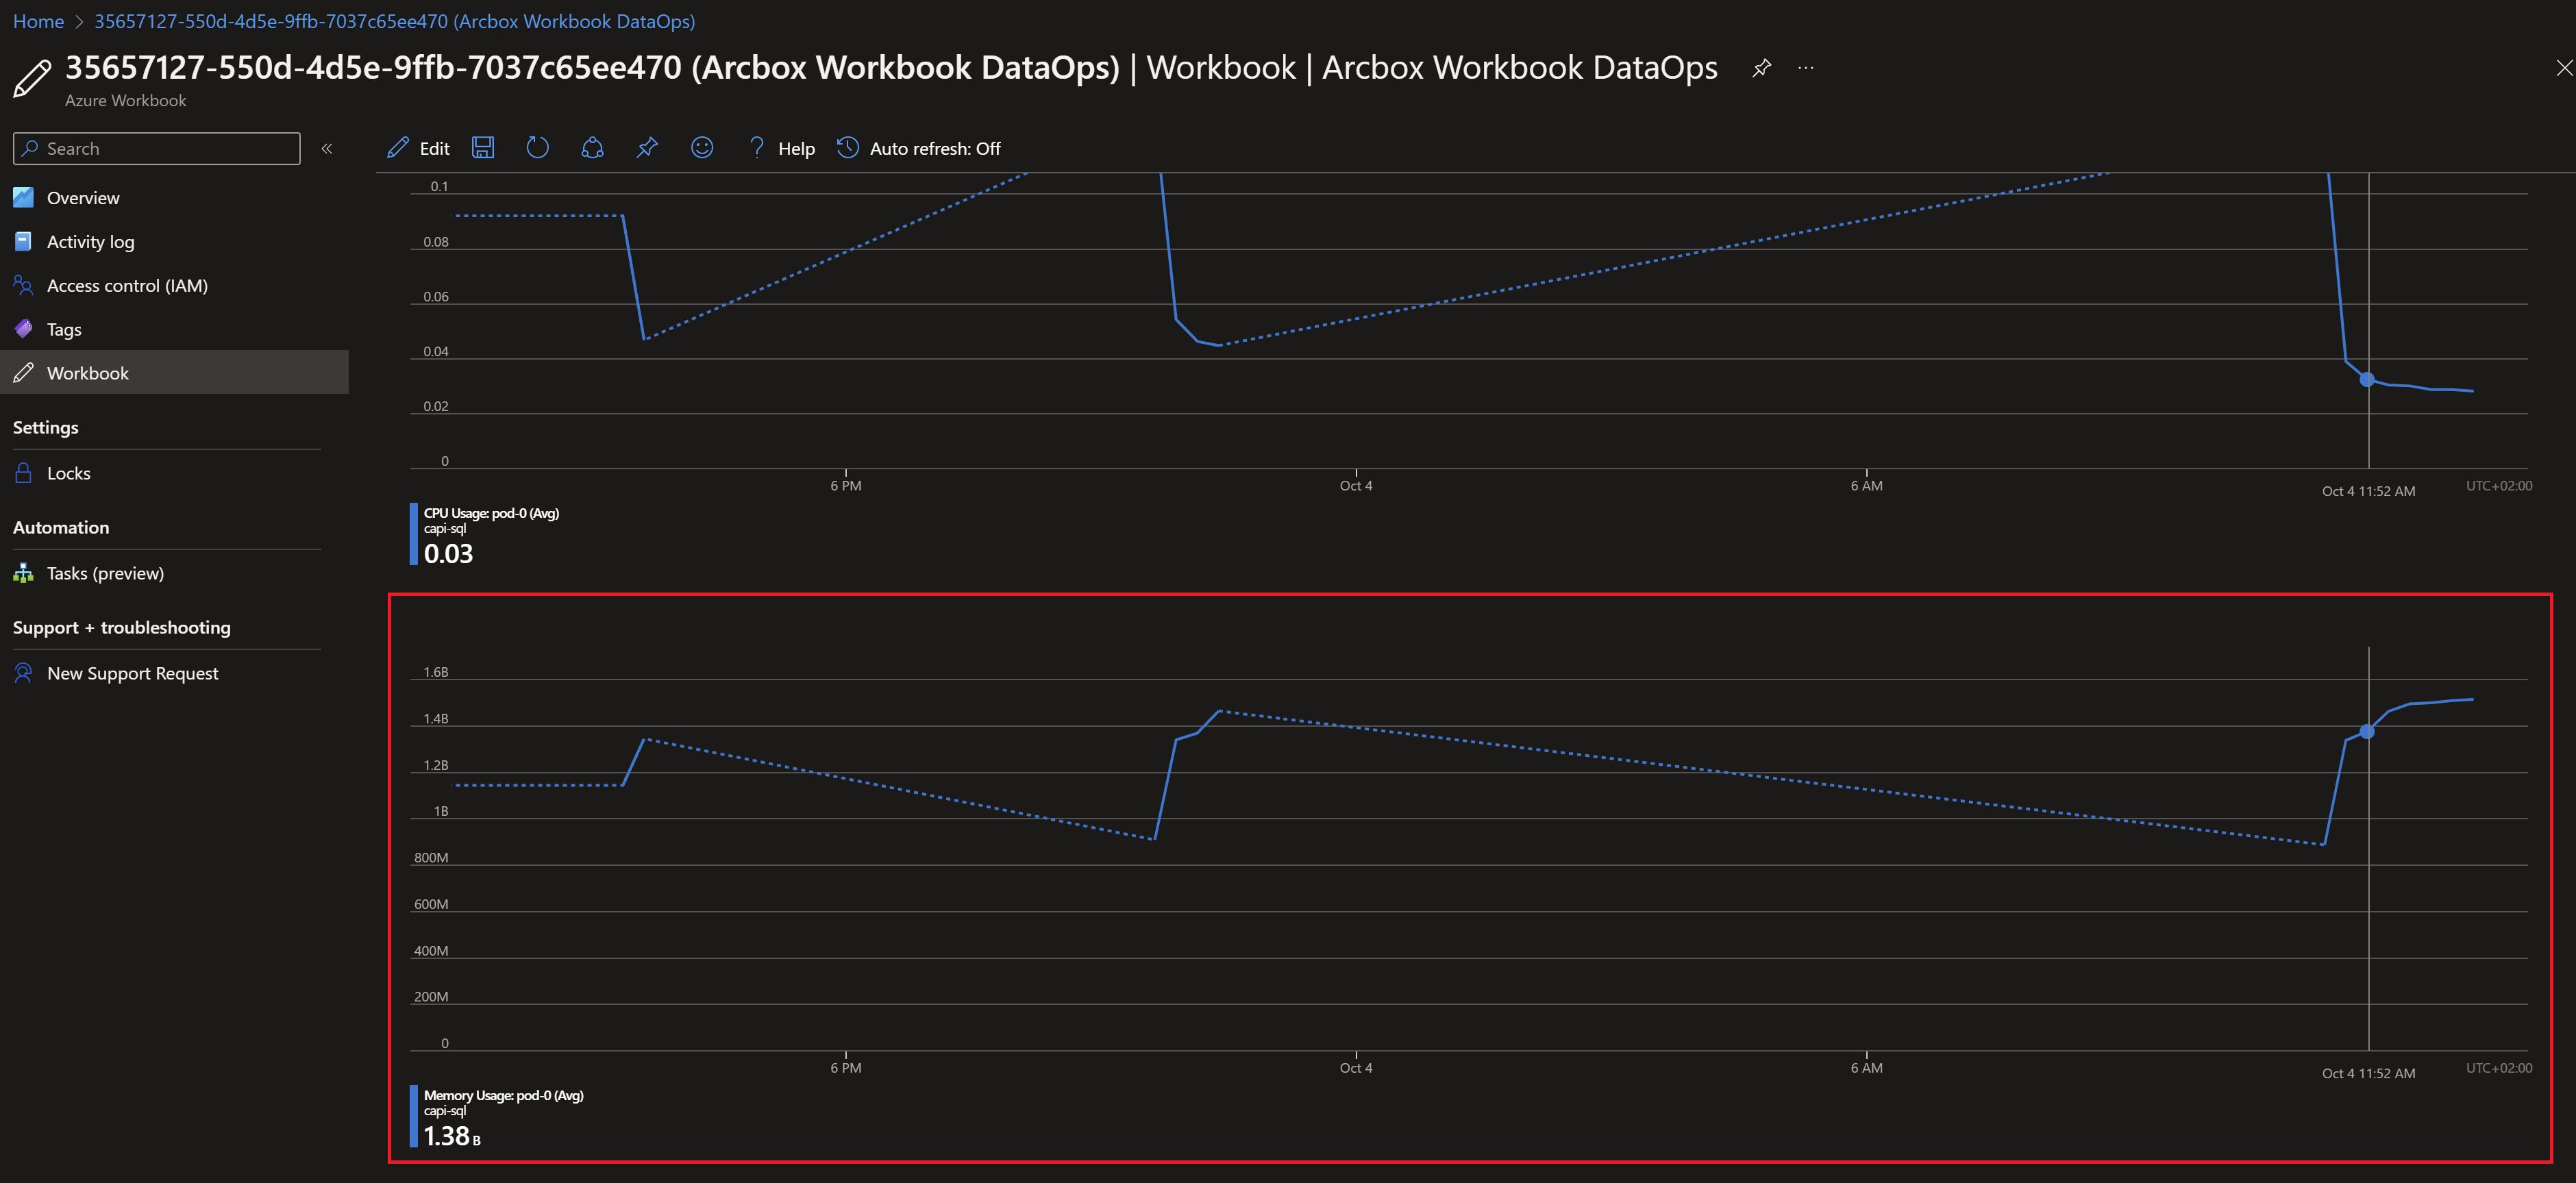 Home > 35657127-550d-4d5e-9ffb-7037c65ee470 (Arcbox Workbook DataOps)
35657127-550d-4d5e-9ffb-7037c65ee470 (Arcbox Workbook DataOps) | Workbook | Arcbox Workbook DataOps
Azure Workbook
Search
Overview
Activity log
Access control (IAM)
Tags
Workbook
Settings
Locks
Automation
Tasks (preview)
Support + troubleshooting
New Support Request
Edit
Help
Auto refresh: Off
0.1
0.08
0.06
0.04
0.02
0
6 PM
Oct 4
6 AM
Oct 4 11:52 AM
UTC+02:00
CPU Usage: pod-0 (Avg)
capi-sql
0.03
1.6B
1.4B
1.2B
1B
800M
600M
400M
200M
0
6 PM
Oct 4
6 AM
Oct 4 11:52 AM
UTC+02:00
Memory Usage: pod-0 (Avg)
capi-sql
1.38 B